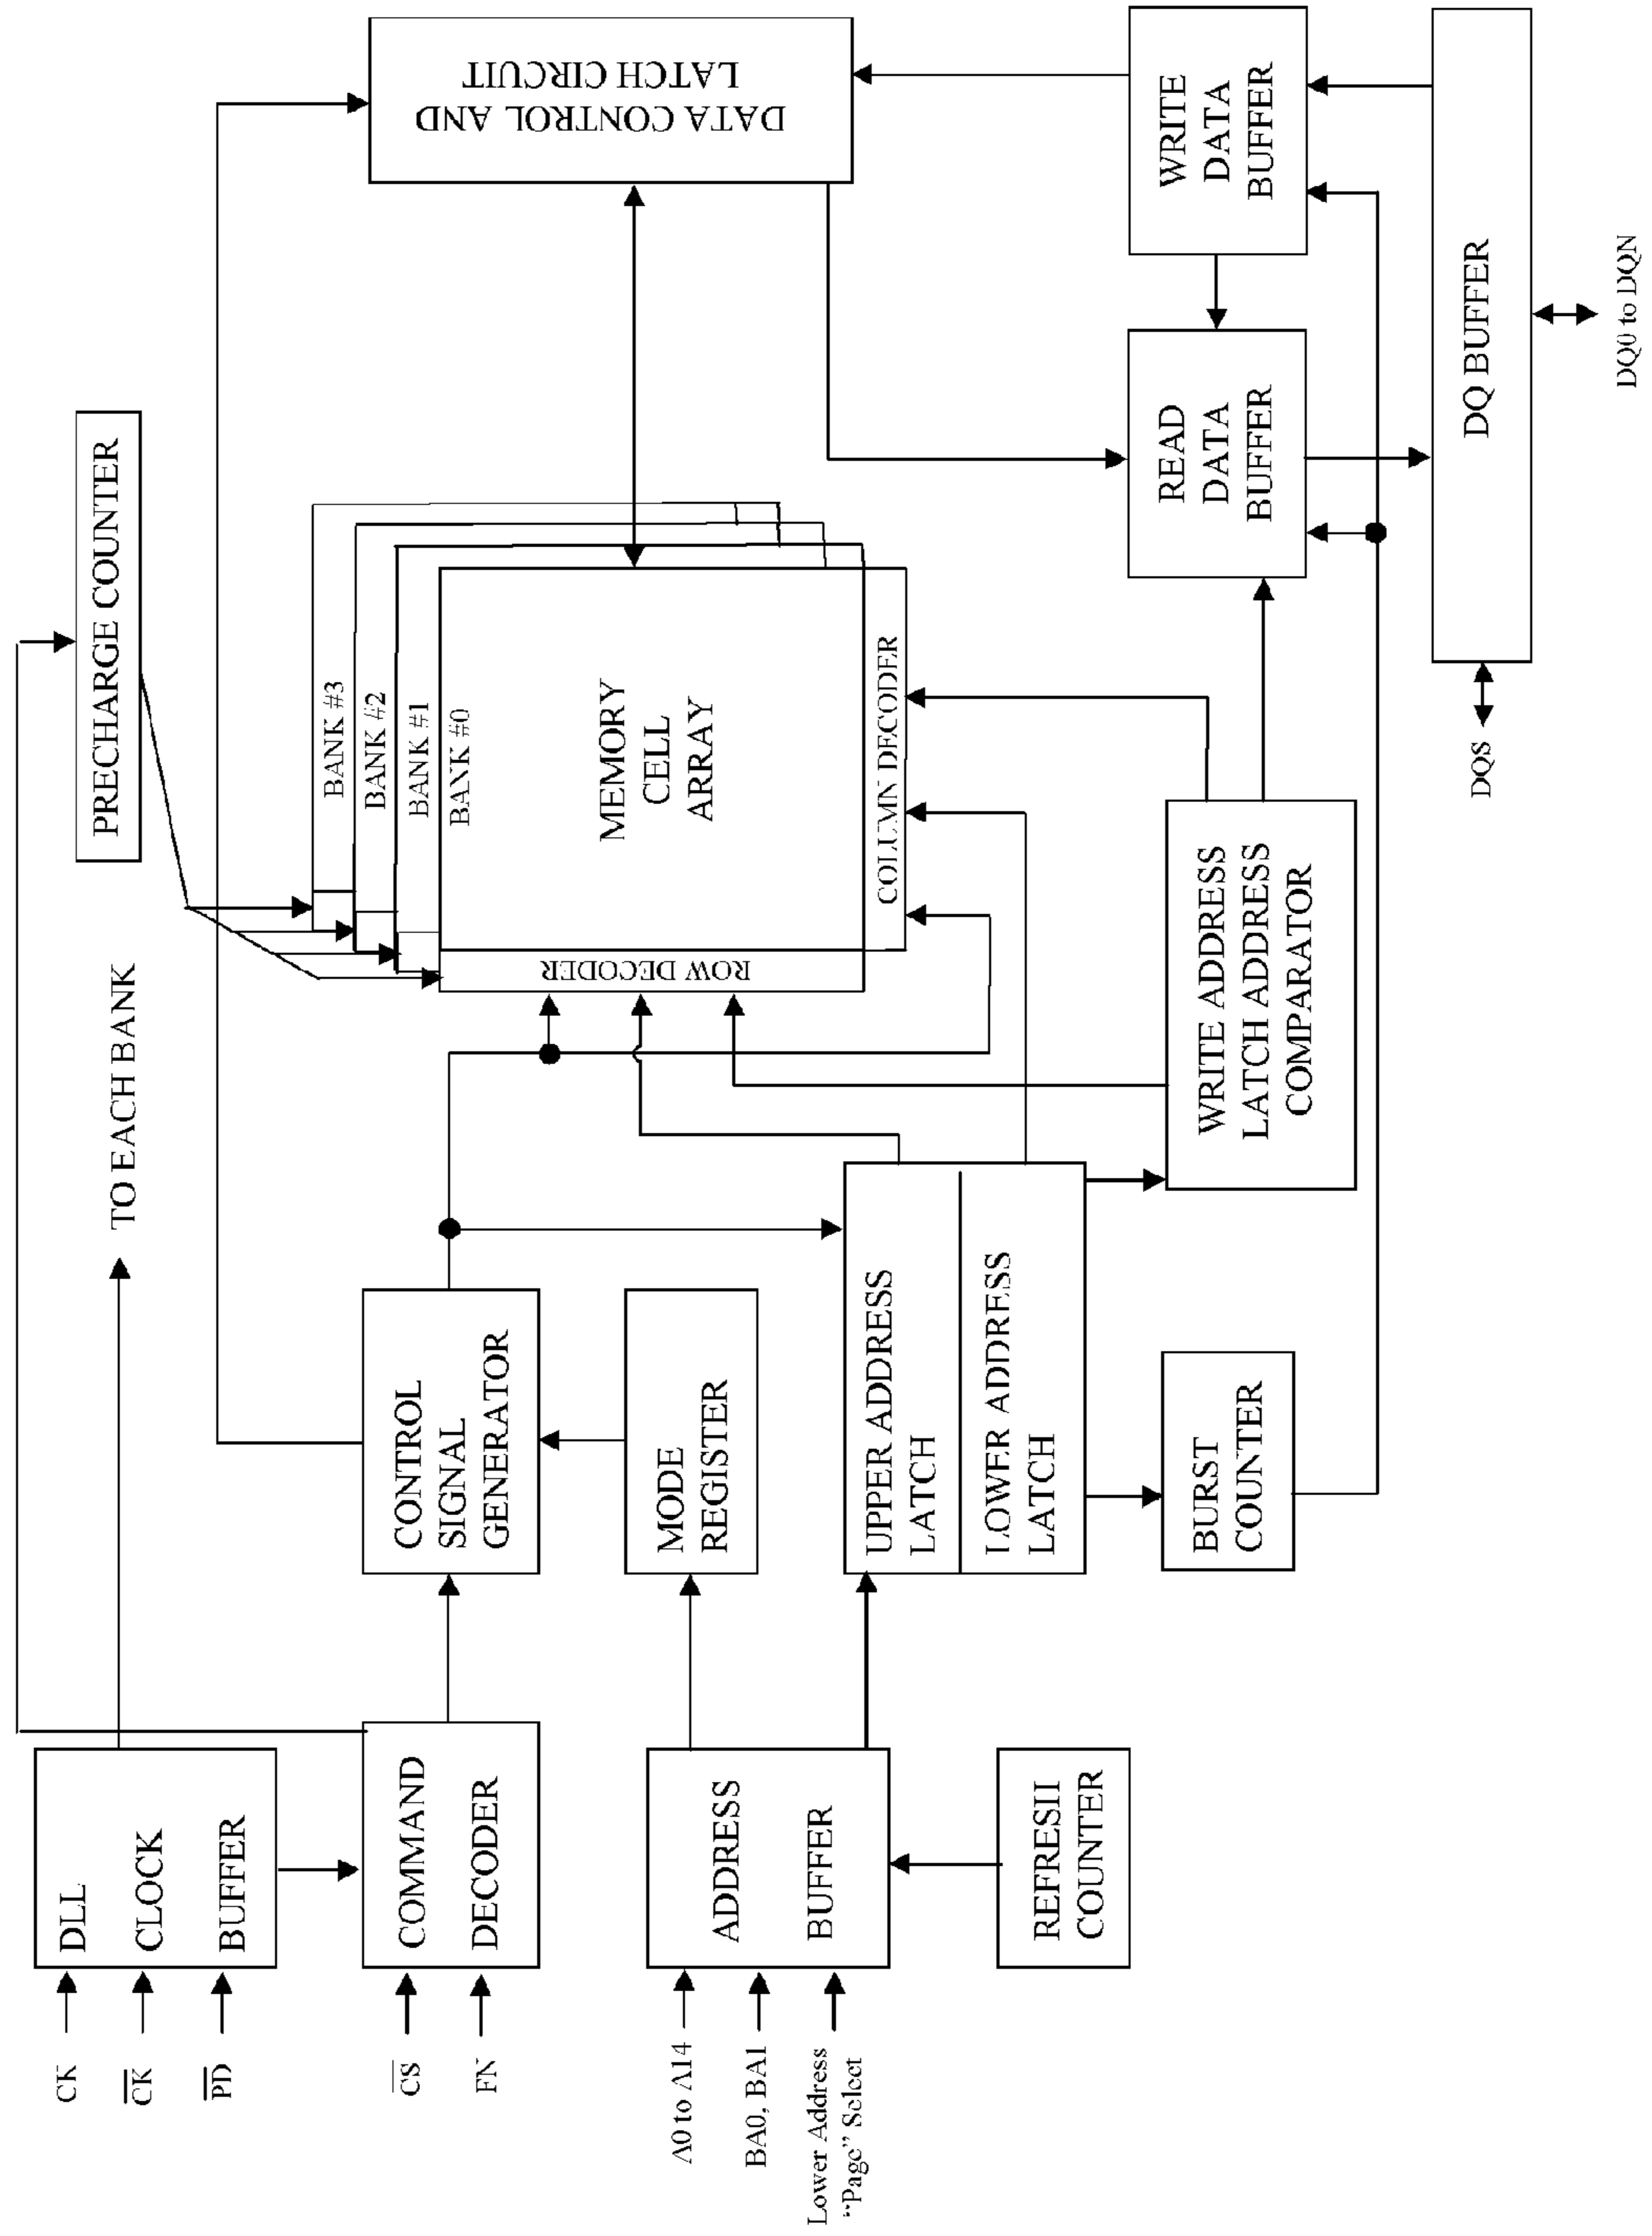 CK
CK
PD
DLL
CLOCK
BUFFER
TO EACH BANK
PRECHARGE COUNTER
CS
FN
COMMAND
DECODER
CONTROL
SIGNAL
GENERATOR
MODE
REGISTER
BANK #3
BANK #2
BANK #1
BANK #0
MEMORY
CELL
ARRAY
ROW DECODER
COLUMN DECODER
DATA CONTROL AND
LATCH CIRCUIT
A0 to A14
BA0, BA1
Lower Address
"Page" Select
ADDRESS
BUFFER
REFRESH
COUNTER
UPPER ADDRESS
LATCH
LOWER ADDRESS
LATCH
BURST
COUNTER
WRITE ADDRESS
LATCH ADDRESS
COMPARATOR
READ
DATA
BUFFER
WRITE
DATA
BUFFER
DQS
DQ BUFFER
DQ0 to DQN